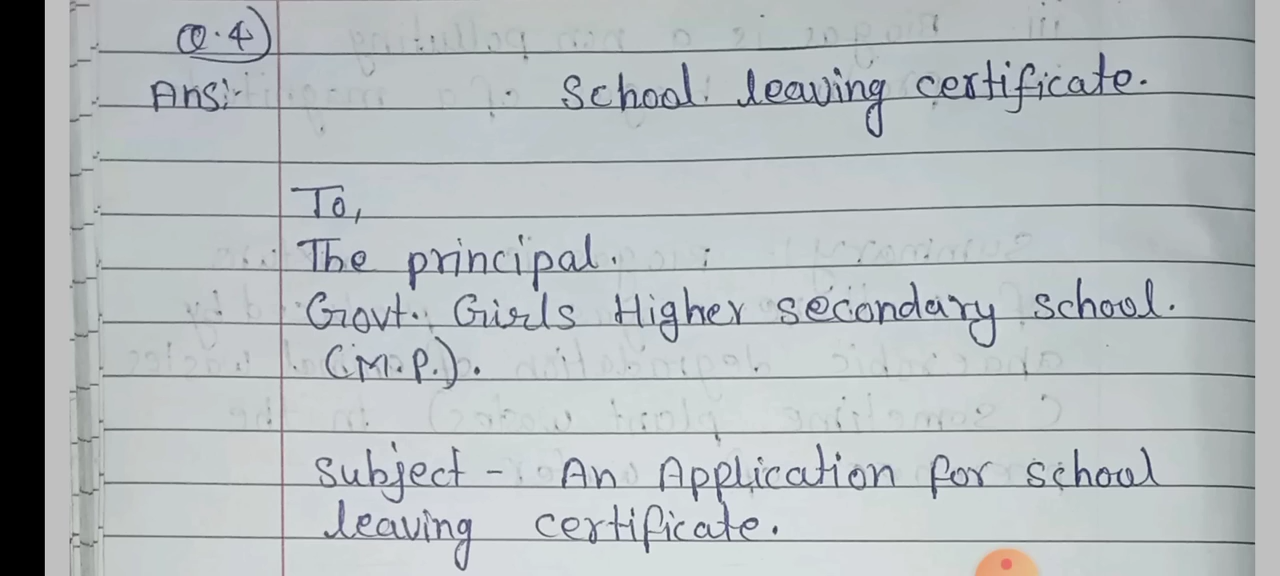 Q.4)
Ans:- School leaving certificate.
To,
The principal.
Govt. Girls Higher secondary school.
(M.P.).
Subject - An Application for school
leaving certificate.